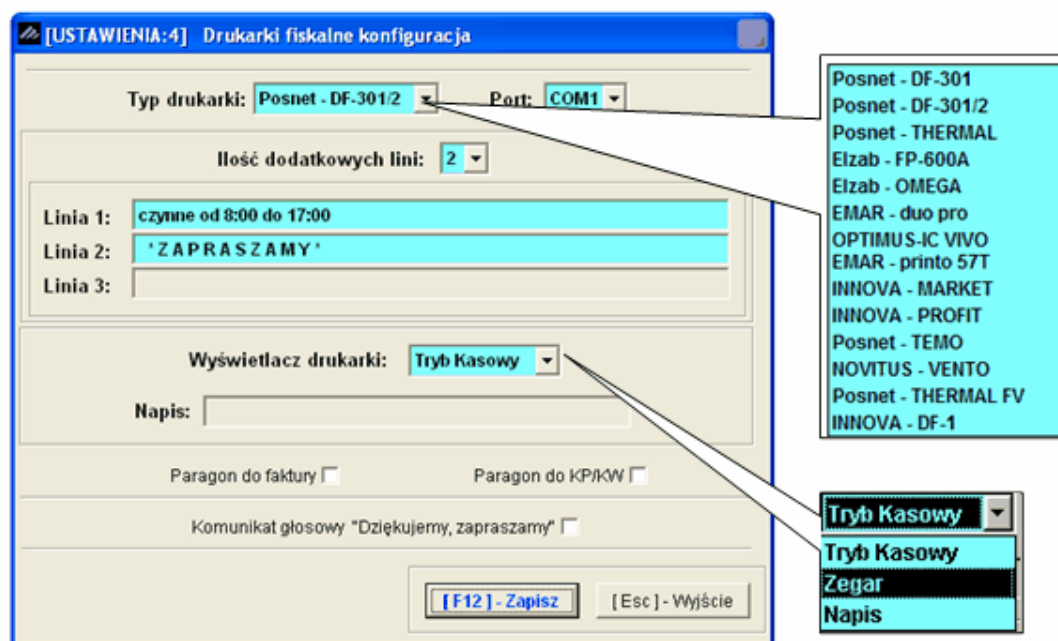 [USTAWIENIA:4] Drukarki fiskalne konfiguracja
Typ drukarki: Posnet - DF-301/2 Port: COM1
Ilość dodatkowych lini: 2
Linia 1: czynne od 8:00 do 17:00
Linia 2: ' Z A P R A S Z A M Y '
Linia 3:
Wyświetlacz drukarki: Tryb Kasowy
Napis:
Paragon do faktury Paragon do KP/KW
Komunikat głosowy "Dziękujemy, zapraszamy"
[ F12 ] - Zapisz [ Esc ] - Wyjście
Posnet - DF-301
Posnet - DF-301/2
Posnet - THERMAL
Elzab - FP-600A
Elzab - OMEGA
EMAR - duo pro
OPTIMUS-IC VIVO
EMAR - printo 57T
INNOVA - MARKET
INNOVA - PROFIT
Posnet - TEMO
NOVITUS - VENTO
Posnet - THERMAL FV
INNOVA - DF-1
Tryb Kasowy
Tryb Kasowy
Zegar
Napis